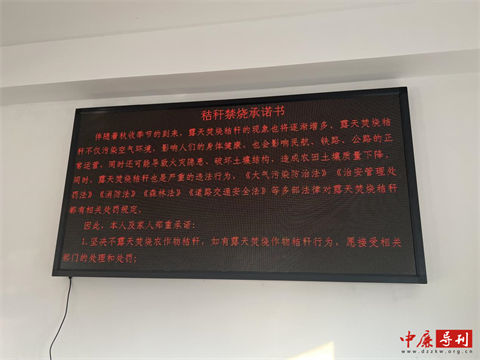 秸秆禁烧承诺书
伴随着秋收季节的到来，露天焚烧秸秆的现象也将逐渐增多，露天焚烧秸
秆不仅污染空气环境，影响人们的身体健康，也会影响民航、铁路、公路的正
常运营，同时还可能导致火灾隐患、破坏土壤结构、造成农田土壤质量下降，
同时，露天焚烧秸秆也是严重的违法行为，《大气污染防治法》《治安管理处
罚法》《消防法》《森林法》《道路交通安全法》等多部法律对露天焚烧秸秆
都有相关处罚规定。
因此，本人及家人郑重承诺：
1.坚决不露天焚烧农作物秸秆，如有露天焚烧作物秸秆行为，愿接受相关
部门的处理和处罚；
中廉导刊
www.dzzkw.org.cn